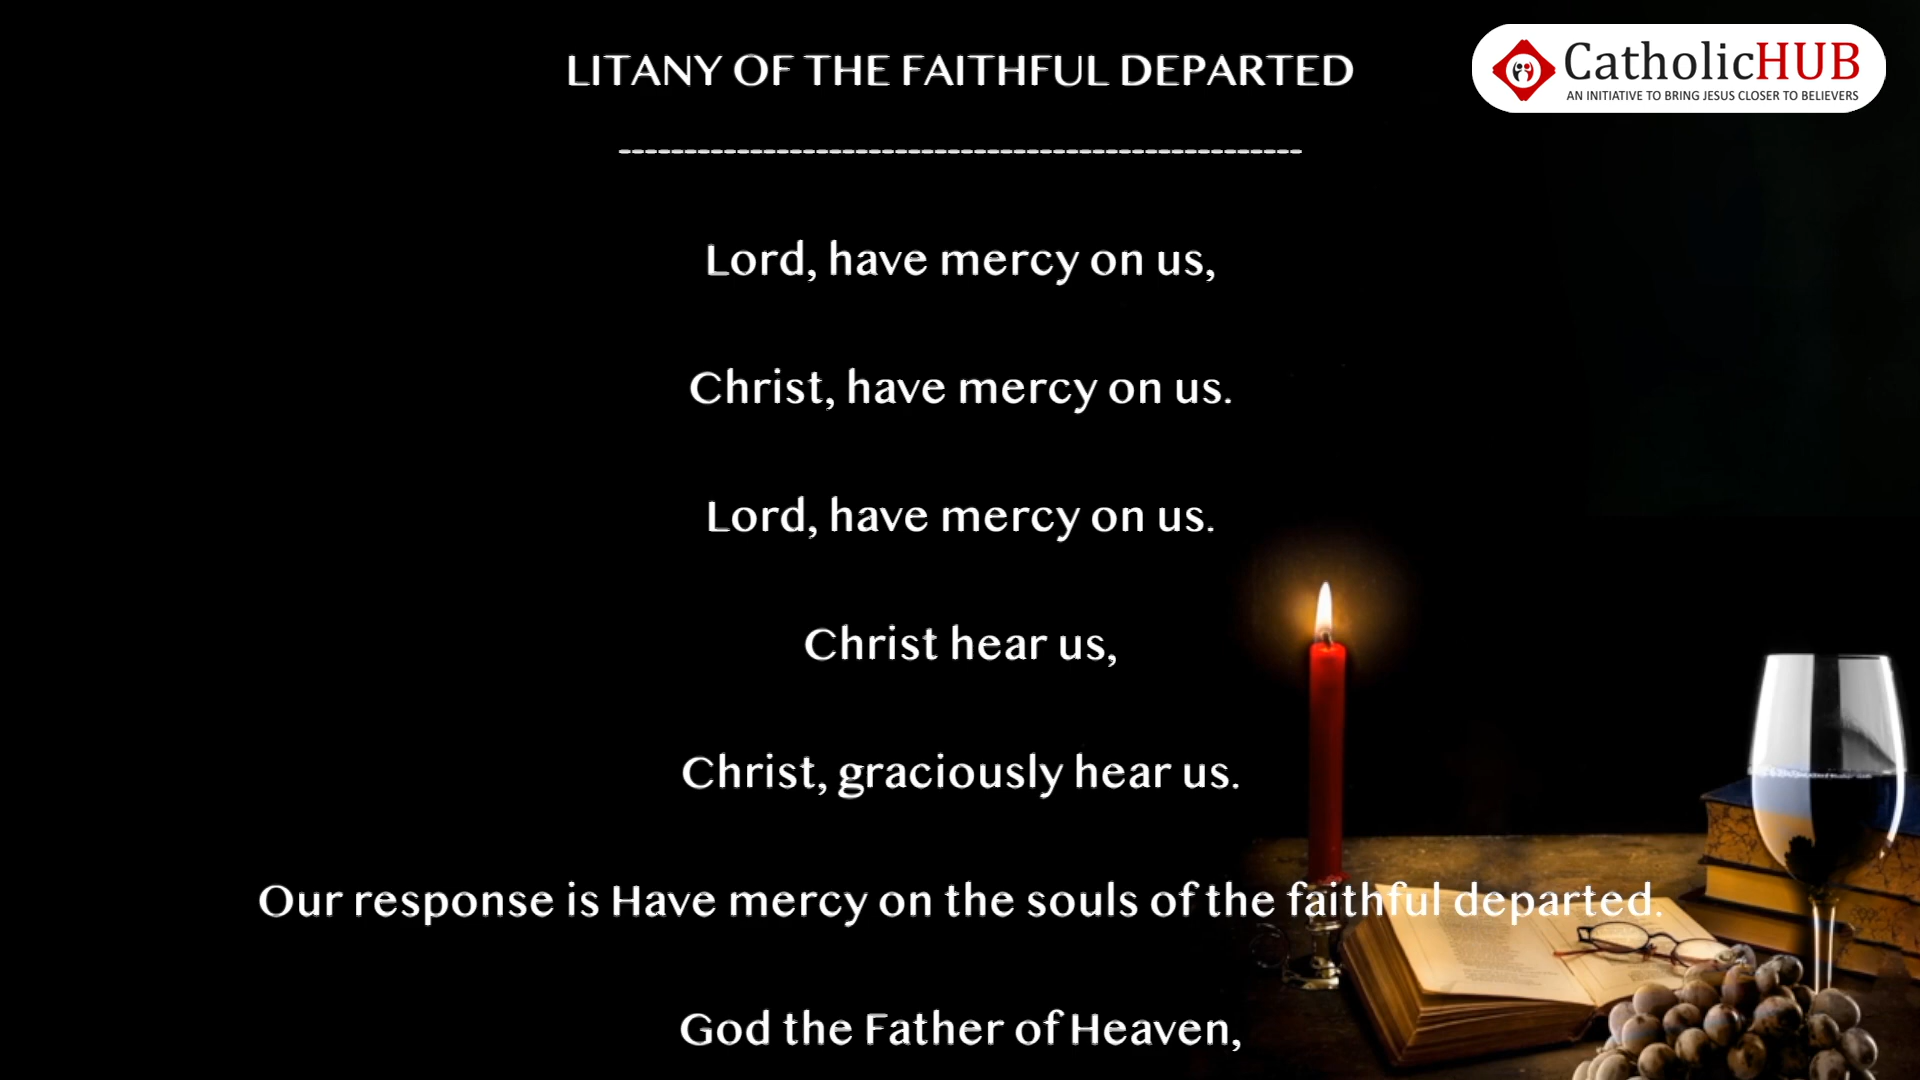 LITANY OF THE FAITHFUL DEPARTED
CatholicHUB
AN INITIATIVE TO BRING JESUS CLOSER TO BELIEVERS
----------------------------------------------------
Lord, have mercy on us,
Christ, have mercy on us.
Lord, have mercy on us.
Christ hear us,
Christ, graciously hear us.
Our response is Have mercy on the souls of the faithful departed.
God the Father of Heaven,